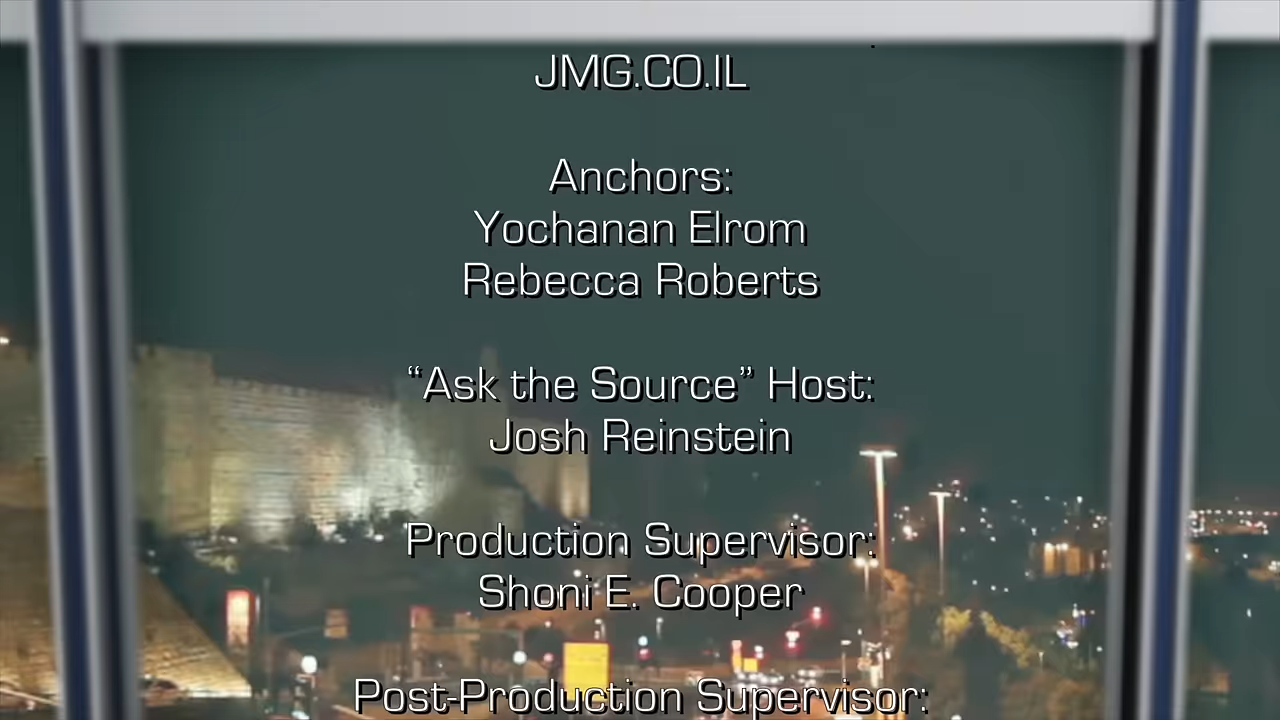 JMG.CO.IL
Anchors:
Yochanan Elrom
Rebecca Roberts
“Ask the Source” Host:
Josh Reinstein
Production Supervisor:
Shoni E. Cooper
Post-Production Supervisor: